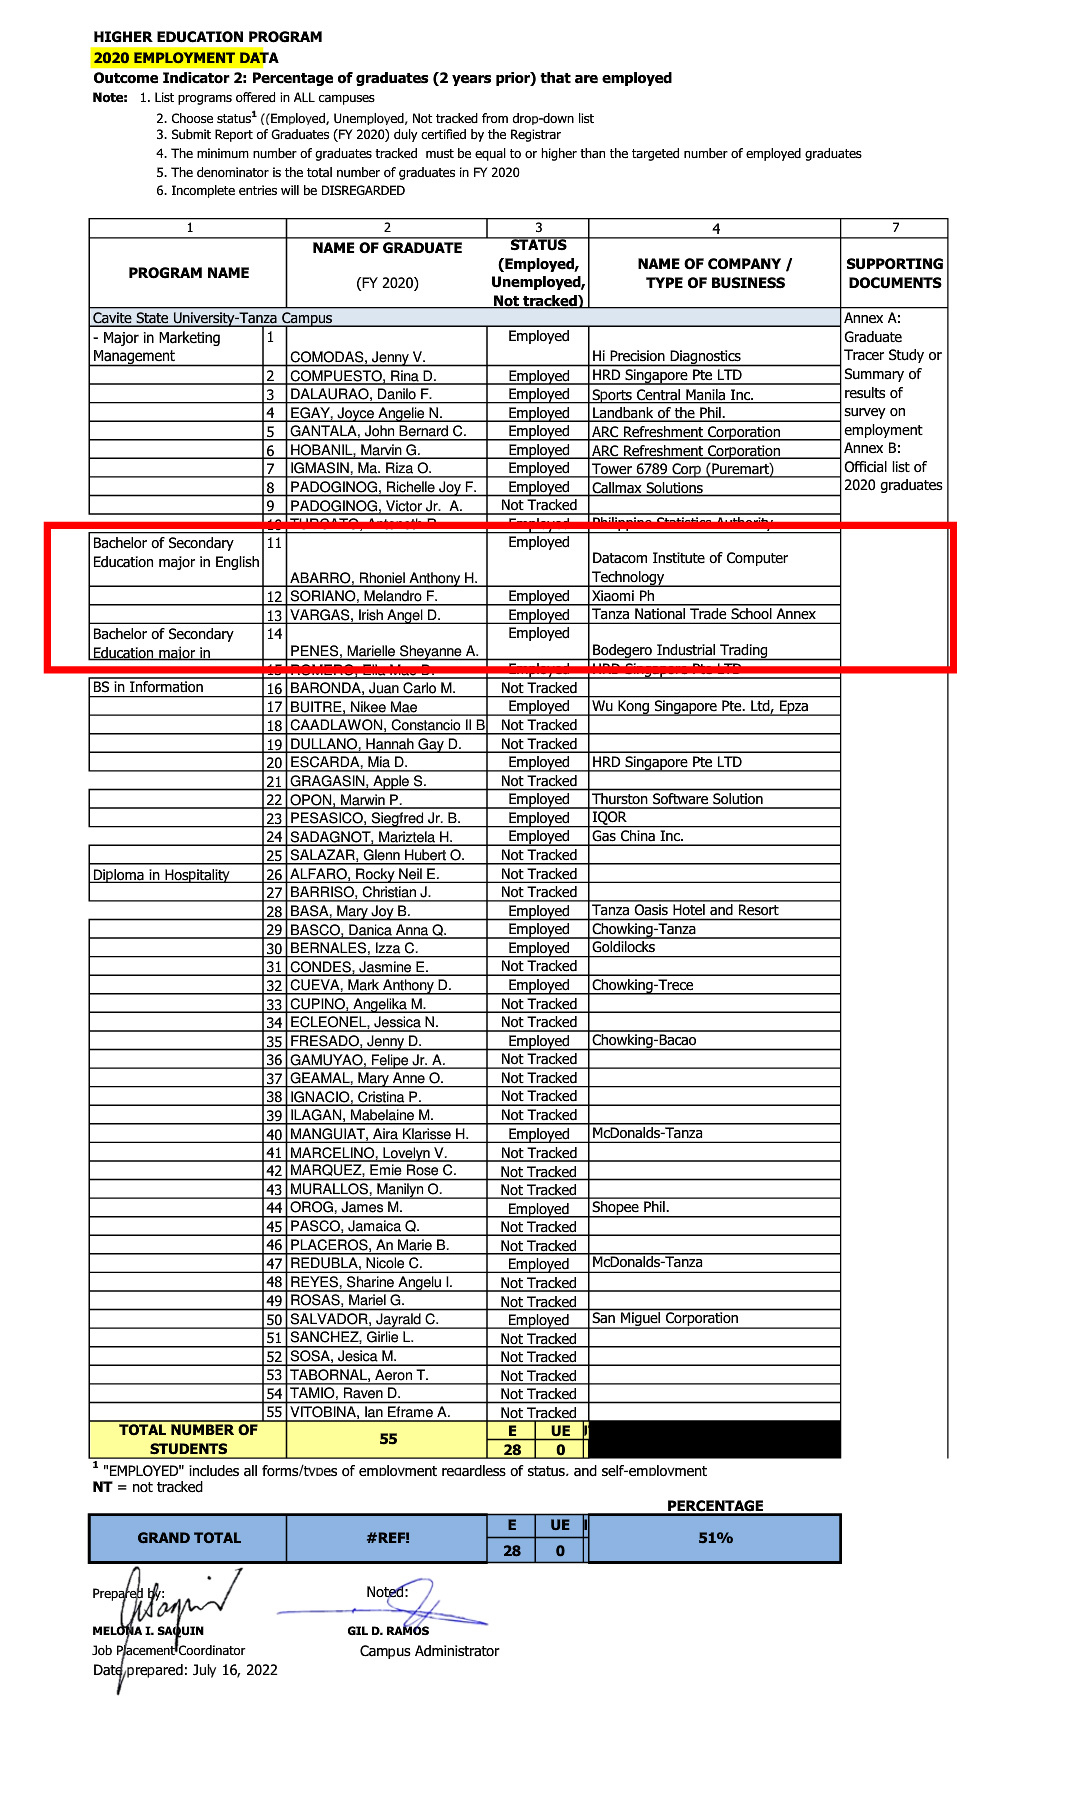 HIGHER EDUCATION PROGRAM
2020 EMPLOYMENT DATA
Outcome Indicator 2: Percentage of graduates (2 years prior) that are employed
Note: 1. List programs offered in ALL campuses
2. Choose status¹ ((Employed, Unemployed, Not tracked from drop-down list
3. Submit Report of Graduates (FY 2020) duly certified by the Registrar
4. The minimum number of graduates tracked must be equal to or higher than the targeted number of employed graduates
5. The denominator is the total number of graduates in FY 2020
6. Incomplete entries will be DISREGARDED
1 2 3 4 7
PROGRAM NAME
NAME OF GRADUATE
(FY 2020)
STATUS
(Employed,
Unemployed,
Not tracked)
NAME OF COMPANY /
TYPE OF BUSINESS
SUPPORTING
DOCUMENTS
Cavite State University-Tanza Campus
Annex A:
Graduate
Tracer Study or
Summary of
results of
survey on
employment
Annex B:
Official list of
2020 graduates
- Major in Marketing
Management
1 COMODAS, Jenny V. Employed Hi Precision Diagnostics
2 COMPUESTO, Rina D. Employed HRD Singapore Pte LTD
3 DALAURAO, Danilo F. Employed Sports Central Manila Inc.
4 EGAY, Joyce Angelie N. Employed Landbank of the Phil.
5 GANTALA, John Bernard C. Employed ARC Refreshment Corporation
6 HOBANIL, Marvin G. Employed ARC Refreshment Corporation
7 IGMASIN, Ma. Riza O. Employed Tower 6789 Corp (Puremart)
8 PADOGINOG, Richelle Joy F. Employed Callmax Solutions
9 PADOGINOG, Victor Jr. A. Not Tracked
10 Employed Philippine Statistics Authority
Bachelor of Secondary
Education major in English
11 ABARRO, Rhoniel Anthony H. Employed Datacom Institute of Computer
Technology
12 SORIANO, Melandro F. Employed Xiaomi Ph
13 VARGAS, Irish Angel D. Employed Tanza National Trade School Annex
Bachelor of Secondary
Education major in
14 PENES, Marielle Sheyanne A. Employed Bodegero Industrial Trading
15 ROMERO, Ella Mae D. Employed HRD Singapore Pte LTD
BS in Information 16 BARONDA, Juan Carlo M. Not Tracked
17 BUITRE, Nikee Mae Employed Wu Kong Singapore Pte. Ltd, Epza
18 CAADLAWON, Constancio II B Not Tracked
19 DULLANO, Hannah Gay D. Not Tracked
20 ESCARDA, Mia D. Employed HRD Singapore Pte LTD
21 GRAGASIN, Apple S. Not Tracked
22 OPON, Marwin P. Employed Thurston Software Solution
23 PESASICO, Siegfred Jr. B. Employed IQOR
24 SADAGNOT, Mariztela H. Employed Gas China Inc.
25 SALAZAR, Glenn Hubert O. Not Tracked
Diploma in Hospitality 26 ALFARO, Rocky Neil E. Not Tracked
27 BARRISO, Christian J. Not Tracked
28 BASA, Mary Joy B. Employed Tanza Oasis Hotel and Resort
29 BASCO, Danica Anna Q. Employed Chowking-Tanza
30 BERNALES, Izza C. Employed Goldilocks
31 CONDES, Jasmine E. Not Tracked
32 CUEVA, Mark Anthony D. Employed Chowking-Trece
33 CUPINO, Angelika M. Not Tracked
34 ECLEONEL, Jessica N. Not Tracked
35 FRESADO, Jenny D. Employed Chowking-Bacao
36 GAMUYAO, Felipe Jr. A. Not Tracked
37 GEAMAL, Mary Anne O. Not Tracked
38 IGNACIO, Cristina P. Not Tracked
39 ILAGAN, Mabelaine M. Not Tracked
40 MANGUIAT, Aira Klarisse H. Employed McDonalds-Tanza
41 MARCELINO, Lovelyn V. Not Tracked
42 MARQUEZ, Emie Rose C. Not Tracked
43 MURALLOS, Manilyn O. Not Tracked
44 OROG, James M. Employed Shopee Phil.
45 PASCO, Jamaica Q. Not Tracked
46 PLACEROS, An Marie B. Not Tracked
47 REDUBLA, Nicole C. Employed McDonalds-Tanza
48 REYES, Sharine Angelu I. Not Tracked
49 ROSAS, Mariel G. Not Tracked
50 SALVADOR, Jayrald C. Employed San Miguel Corporation
51 SANCHEZ, Girlie L. Not Tracked
52 SOSA, Jesica M. Not Tracked
53 TABORNAL, Aeron T. Not Tracked
54 TAMIO, Raven D. Not Tracked
55 VITOBINA, Ian Eframe A. Not Tracked
TOTAL NUMBER OF
STUDENTS
55
E UE
28 0
¹ "EMPLOYED" includes all forms/types of employment regardless of status, and self-employment
NT = not tracked
PERCENTAGE
GRAND TOTAL #REF! E UE 51%
28 0
Prepared by: Noted:
MELONA I. SAQUIN GIL D. RAMOS
Job Placement Coordinator Campus Administrator
Date prepared: July 16, 2022